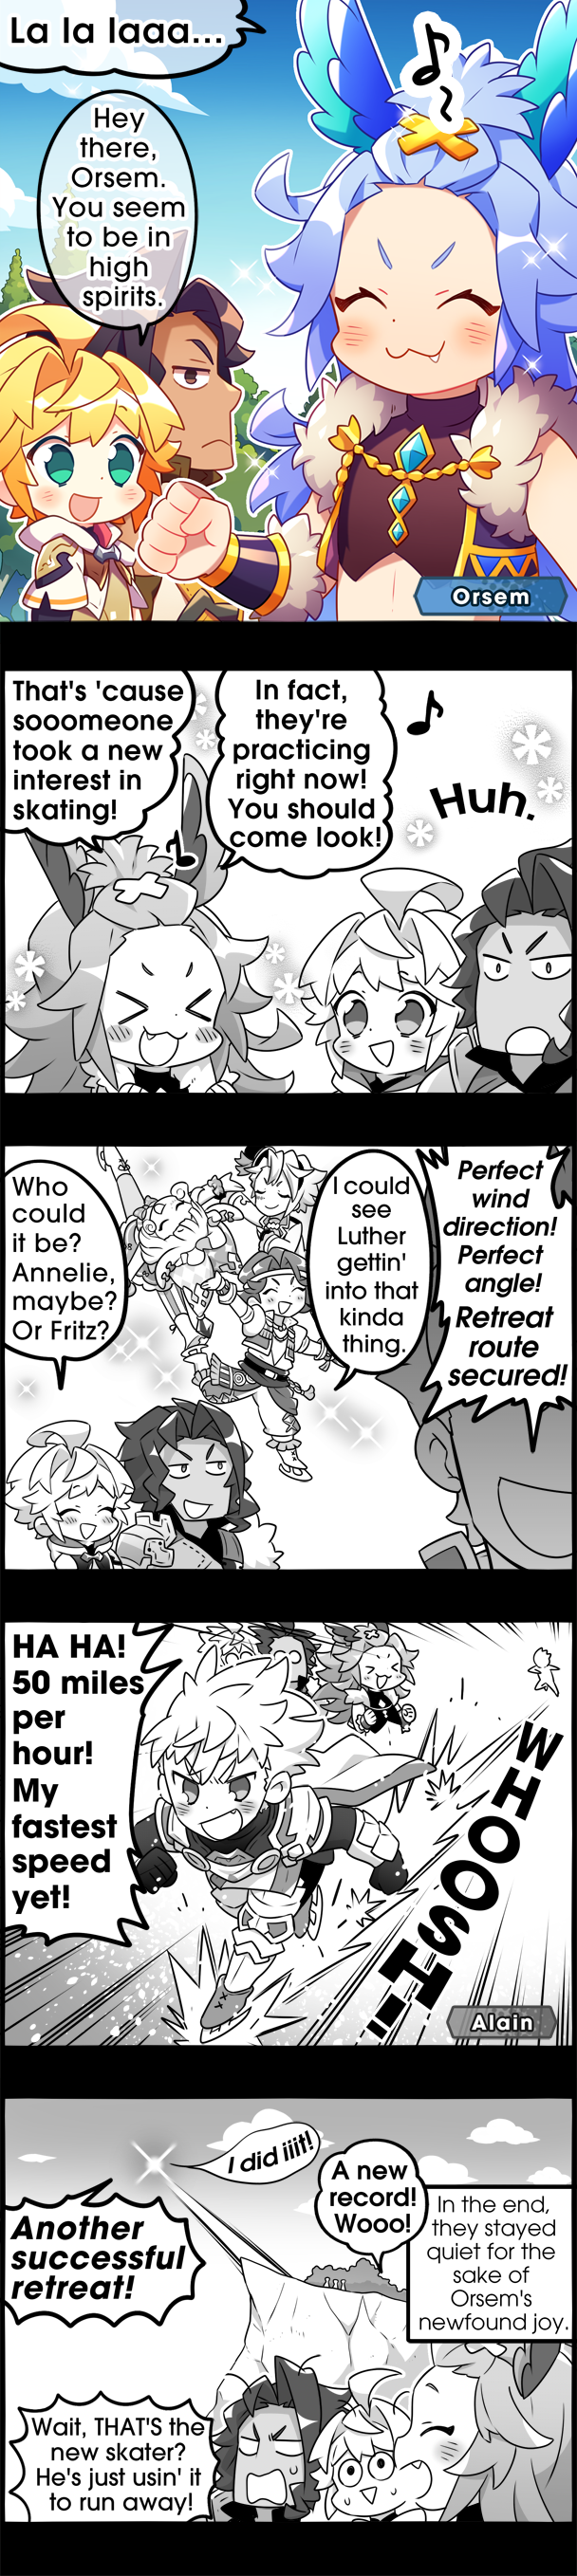 La la laaa...
Hey
there,
Orsem.
You seem
to be in
high
spirits.
Orsem
That's 'cause
sooomeone
took a new
interest in
skating!
In fact,
they're
practicing
right now!
You should
come look!
Huh.
Who
could
it be?
Annelie,
maybe?
Or Fritz?
I could
see
Luther
gettin'
into that
kinda
thing.
Perfect
wind
direction!
Perfect
angle!
Retreat
route
secured!
HA HA!
50 miles
per
hour!
My
fastest
speed
yet!
WHOOSH!!
Alain
I did iiit!
A new
record!
Wooo!
In the end,
they stayed
quiet for the
sake of
Orsem's
newfound joy.
Another
successful
retreat!
Wait, THAT'S the
new skater?
He's just usin' it
to run away!